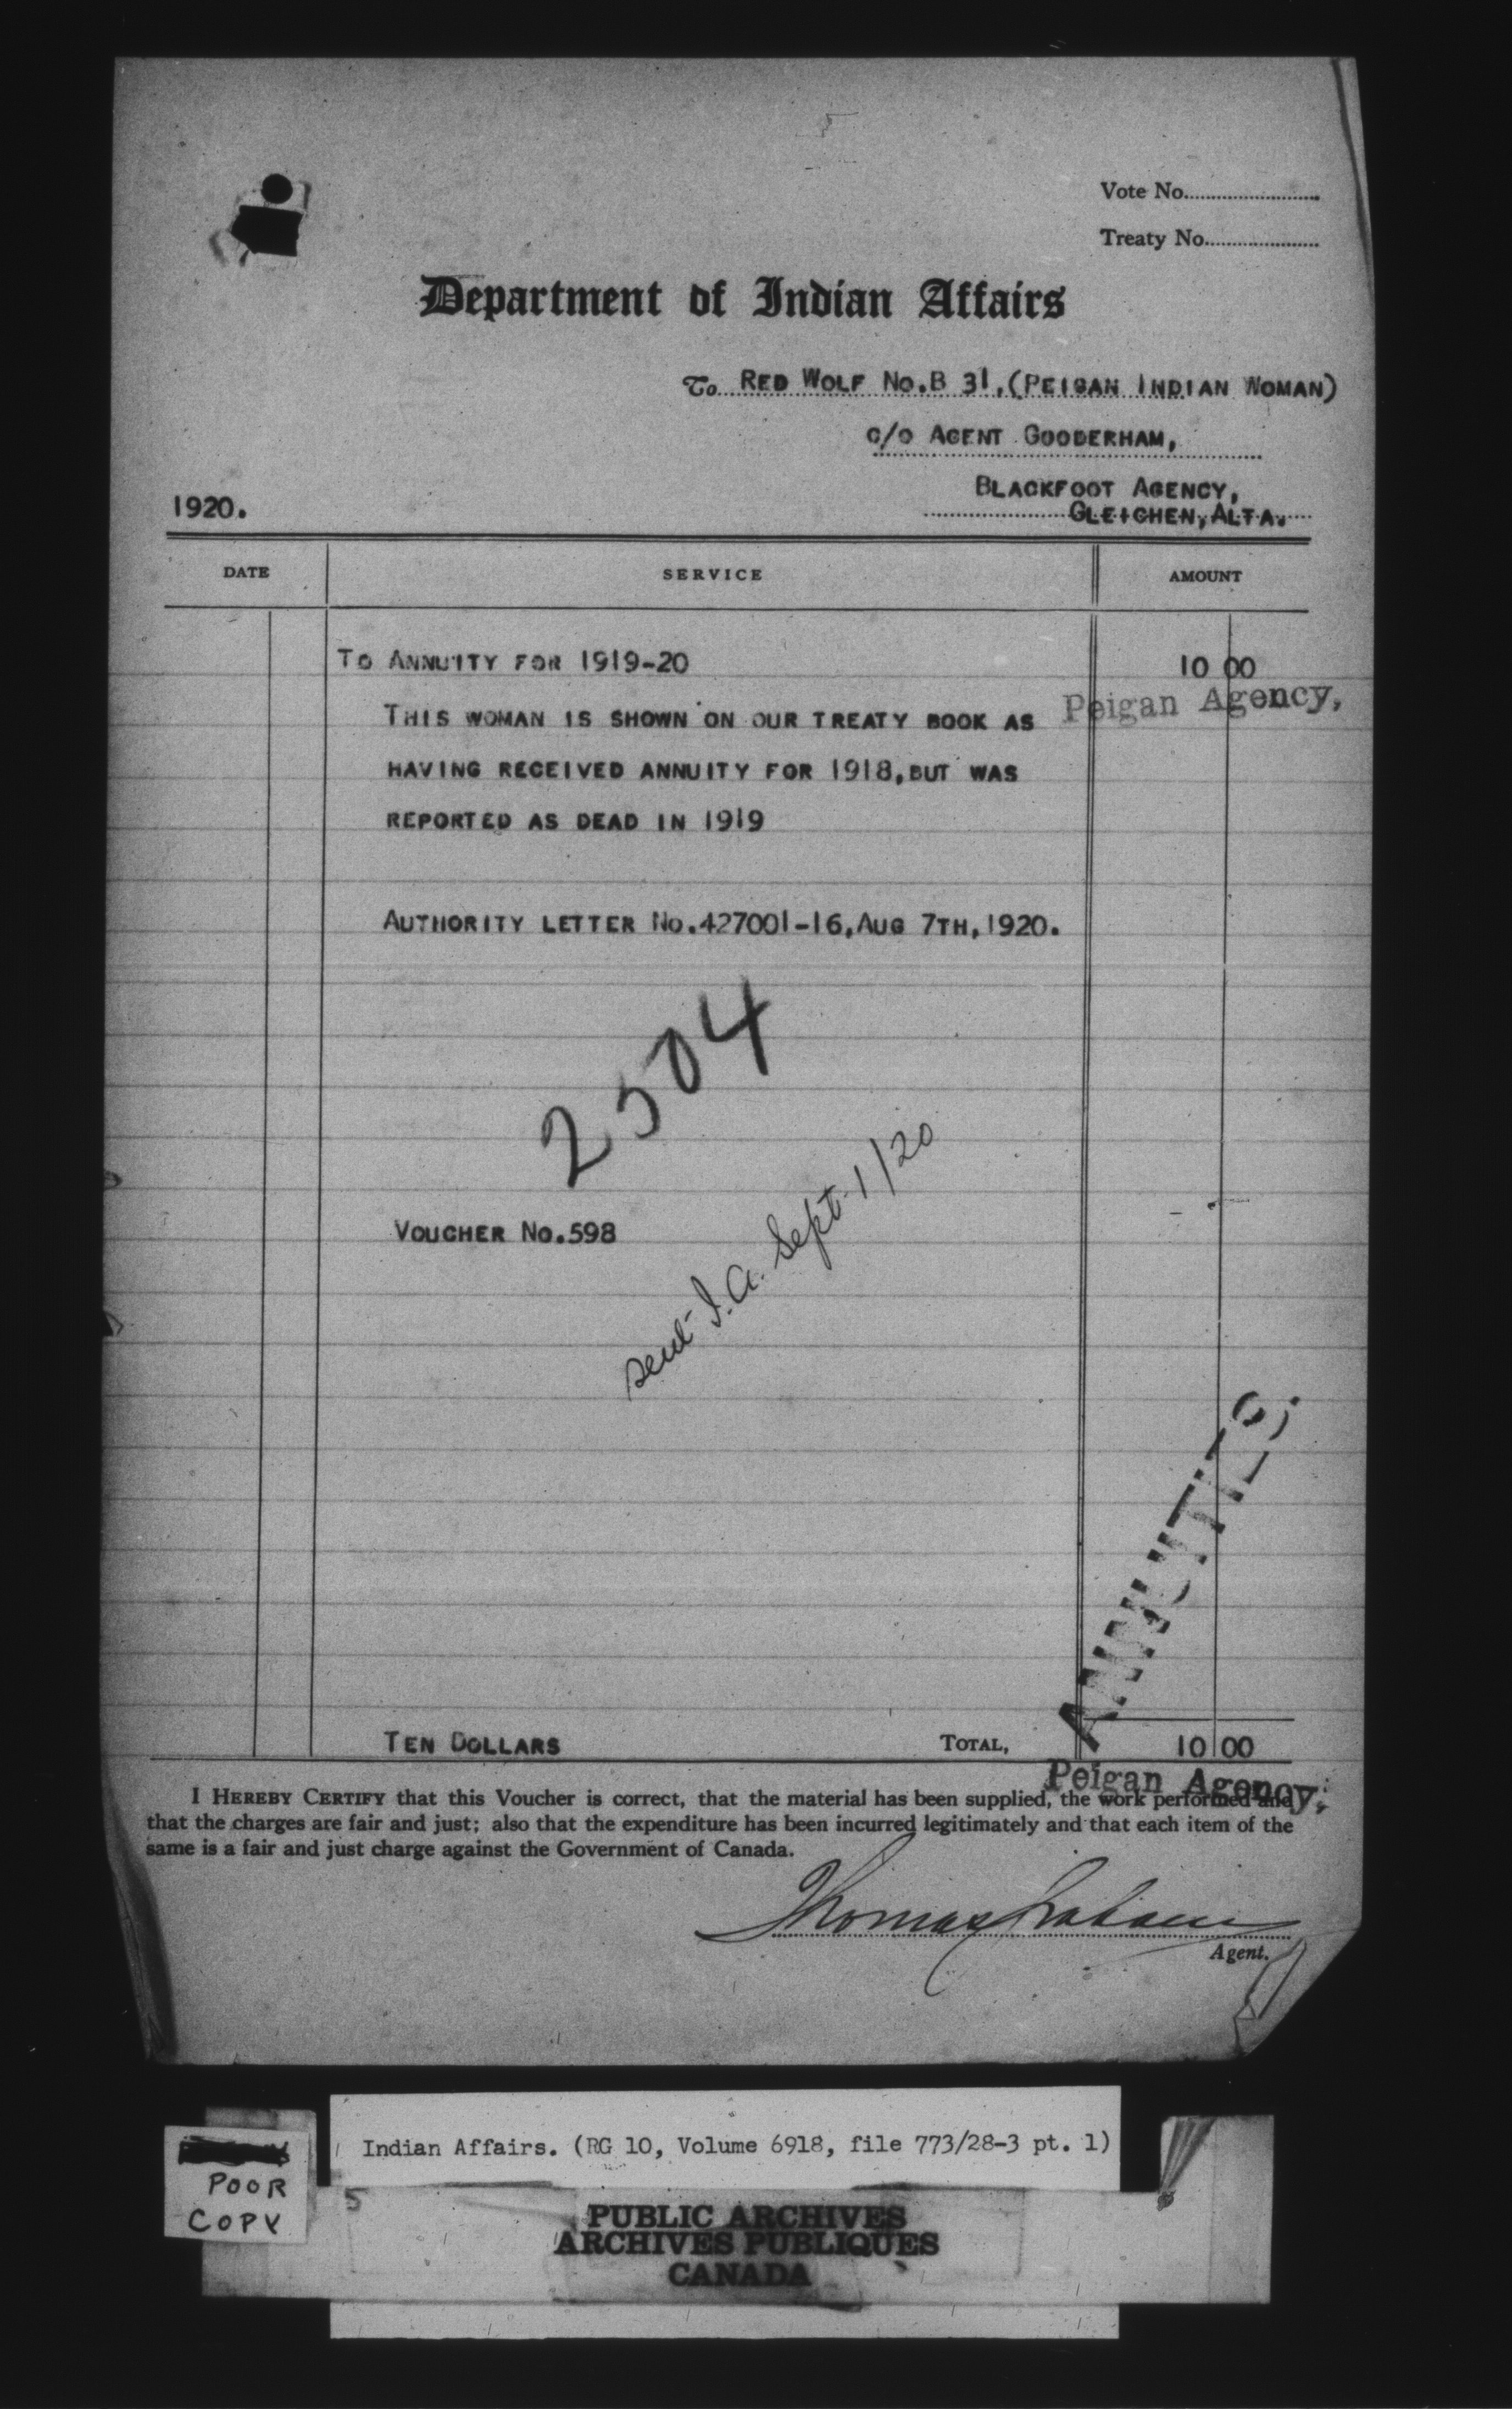 Vote No.
Treaty No.
Department of Indian Affairs
To RED WOLF NO.B 31,(PEIGAN INDIAN WOMAN)
C/O AGENT GOODERHAM,
BLACKFOOT AGENCY,
GLEICHEN,ALTA.
1920.
DATE SERVICE AMOUNT
TO ANNUITY FOR 1919-20 10 00
Peigan Agency,
THIS WOMAN IS SHOWN ON OUR TREATY BOOK AS
HAVING RECEIVED ANNUITY FOR 1918,BUT WAS
REPORTED AS DEAD IN 1919
AUTHORITY LETTER NO.427001-16,AUG 7TH,1920.
2504
sent I.A. Sept. 1/20
VOUCHER NO.598
ANNUITIES,
TEN DOLLARS TOTAL, 10 00
Peigan Agency,
I HEREBY CERTIFY that this Voucher is correct, that the material has been supplied, the work performed and
that the charges are fair and just; also that the expenditure has been incurred legitimately and that each item of the
same is a fair and just charge against the Government of Canada.
Thomas Graham
Agent.
Indian Affairs. (RG 10, Volume 6918, file 773/28-3 pt. 1)
POOR
COPY
5
PUBLIC ARCHIVES
ARCHIVES PUBLIQUES
CANADA